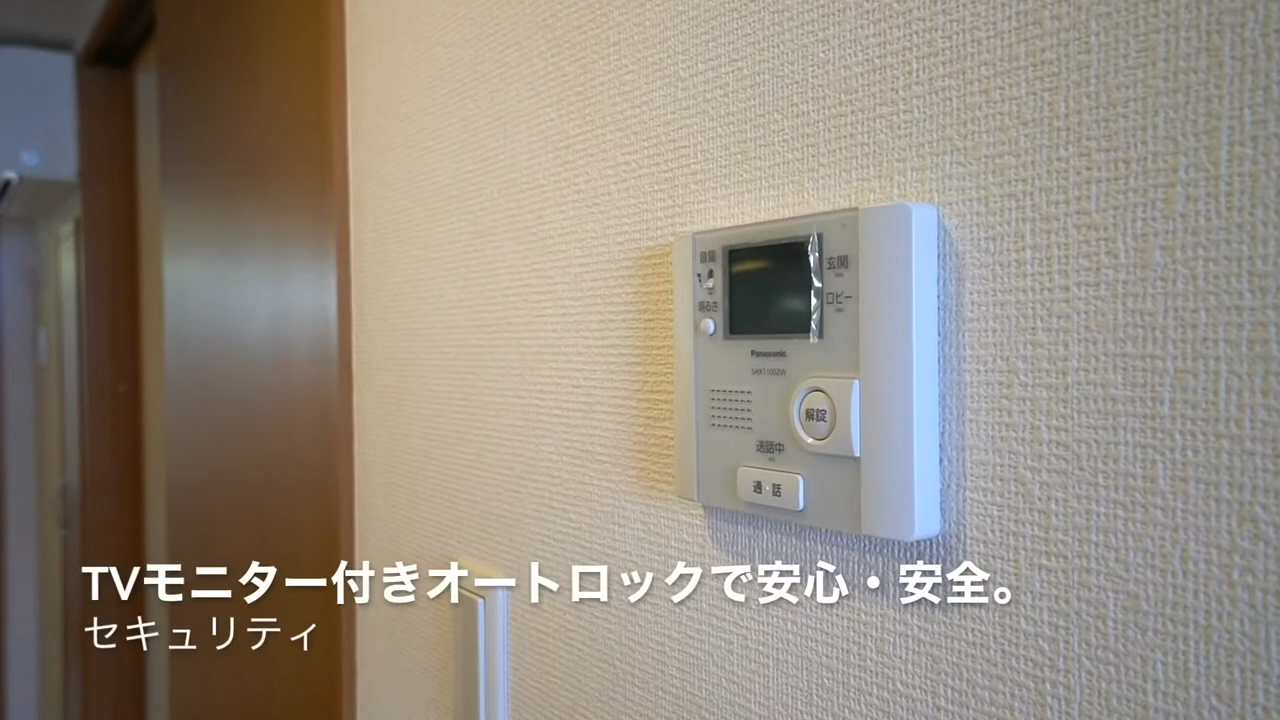 音量
玄関
明るさ
ロビー
Panasonic
解錠
送話中
通・話
TVモニター付きオートロックで安心・安全。
セキュリティ